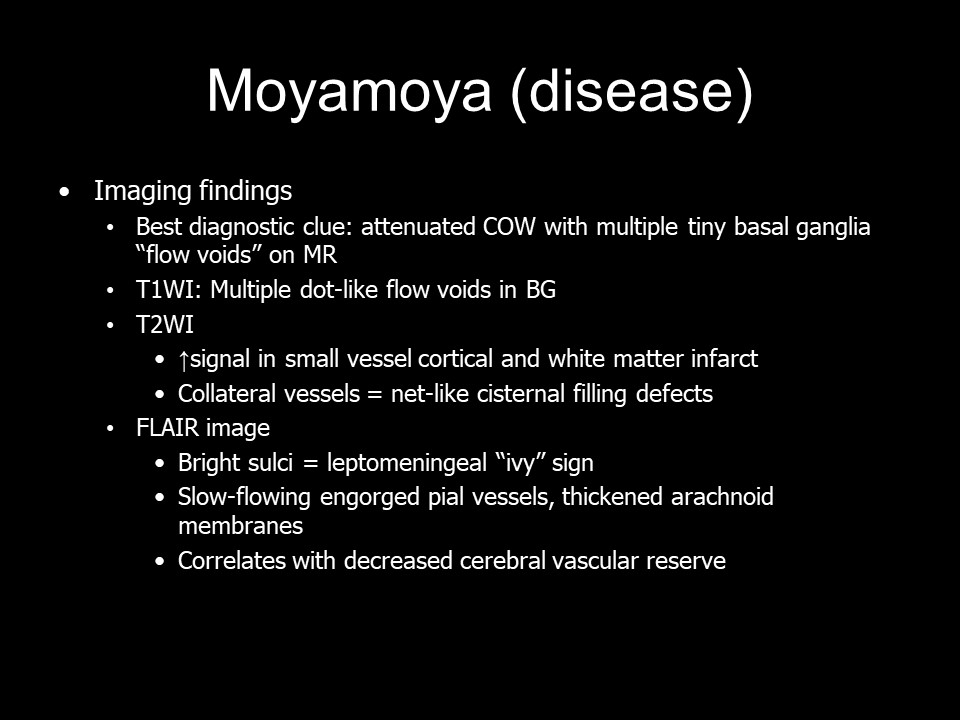 Moyamoya (disease)
• Imaging findings
• Best diagnostic clue: attenuated COW with multiple tiny basal ganglia
“flow voids” on MR
• T1WI: Multiple dot-like flow voids in BG
• T2WI
• ↑signal in small vessel cortical and white matter infarct
• Collateral vessels = net-like cisternal filling defects
• FLAIR image
• Bright sulci = leptomeningeal “ivy” sign
• Slow-flowing engorged pial vessels, thickened arachnoid
membranes
• Correlates with decreased cerebral vascular reserve